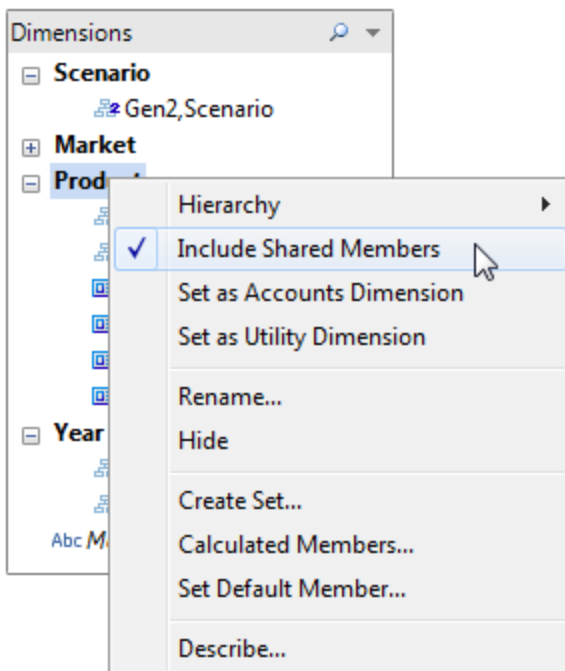 Dimensions
Scenario
Gen2,Scenario
Market
Hierarchy
Include Shared Members
Set as Accounts Dimension
Set as Utility Dimension
Rename...
Year
Hide
Create Set...
Abc
Calculated Members...
Set Default Member...
Describe...